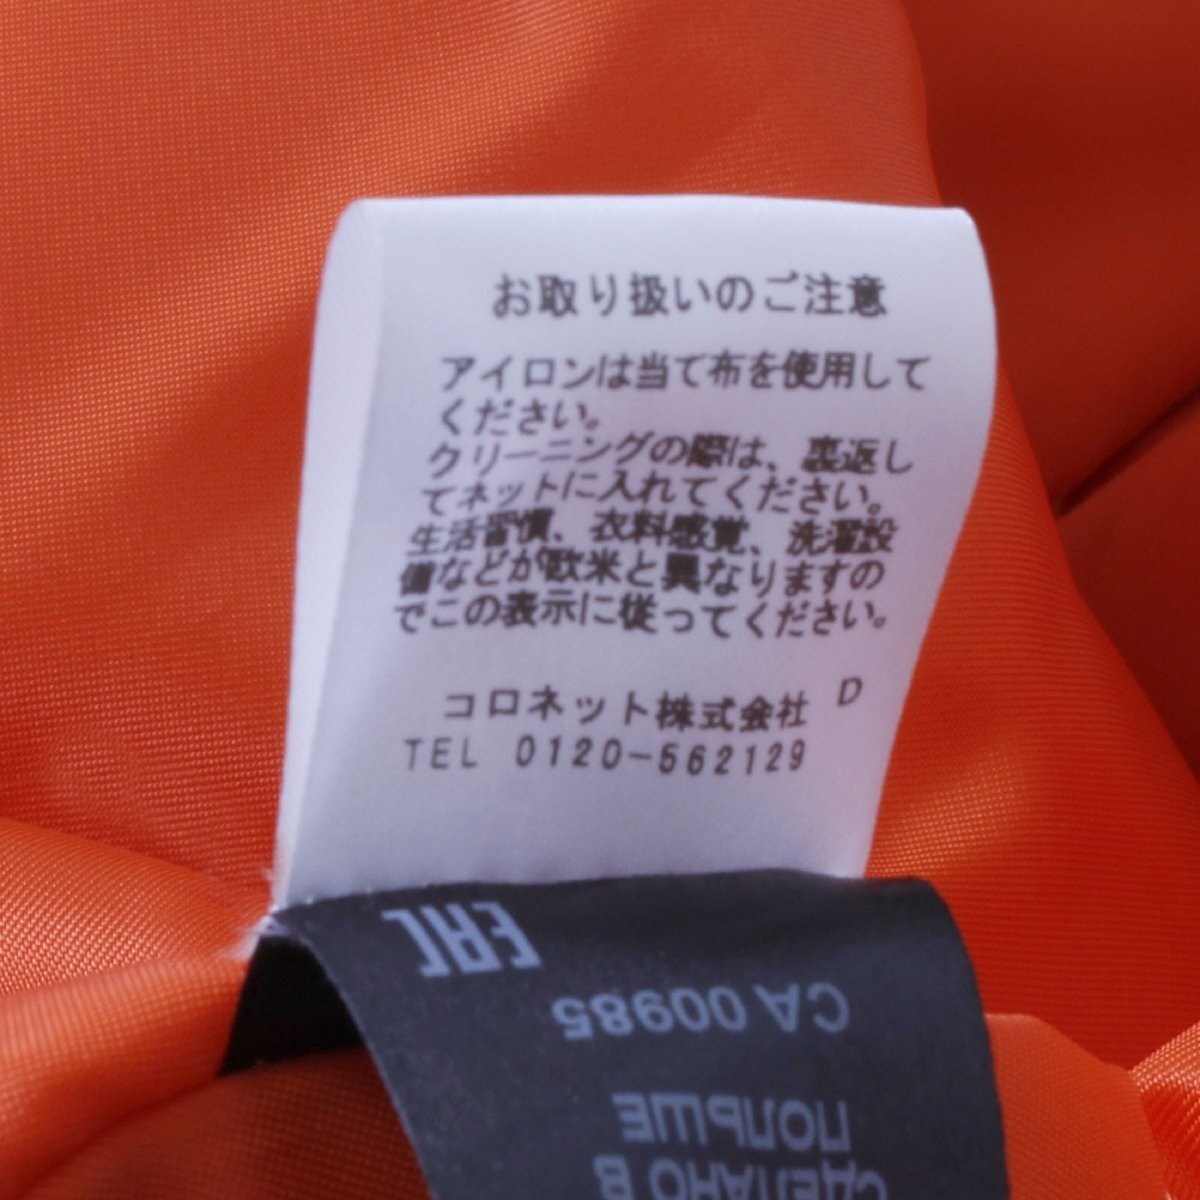 お取り扱いのご注意
アイロンは当て布を使用して
ください。
クリーニングの際は、裏返し
てネットに入れてください。
生活習慣、衣料感覚、洗濯設
備などが欧米と異なりますの
でこの表示に従ってください。
コロネット株式会社 D
TEL 0120-562129
EAC
CA 00985
ПОЛЬШЕ
СДЕЛАНО В